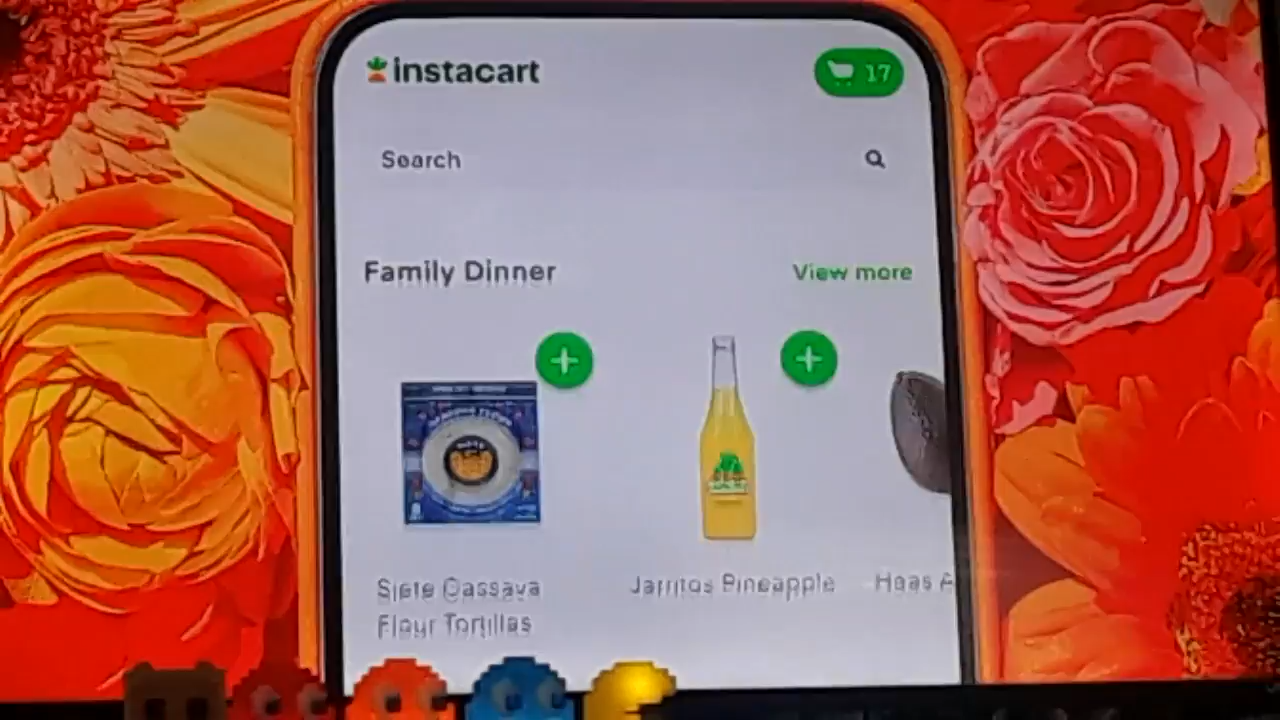 instacart
17
Search
Family Dinner
View more
Siete Cassava
Flour Tortillas
Jarritos Pineapple
Haas A